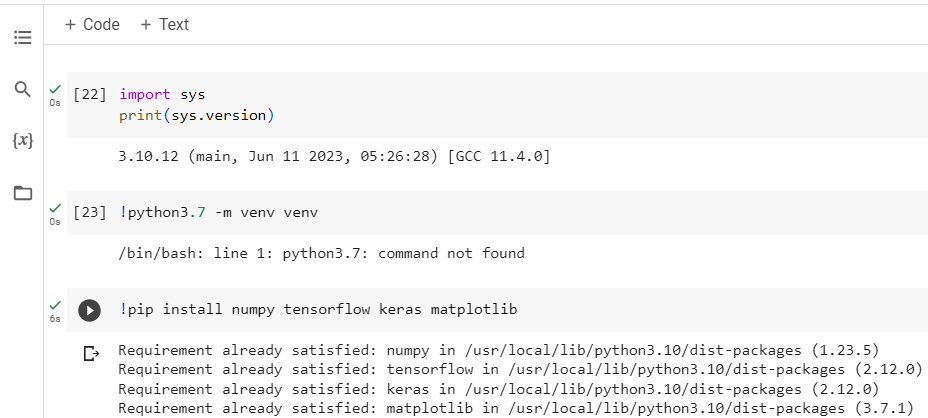 + Code + Text
[22] import sys
print(sys.version)
0s
3.10.12 (main, Jun 11 2023, 05:26:28) [GCC 11.4.0]
{x}
[23] !python3.7 -m venv venv
0s
/bin/bash: line 1: python3.7: command not found
!pip install numpy tensorflow keras matplotlib
6s
Requirement already satisfied: numpy in /usr/local/lib/python3.10/dist-packages (1.23.5)
Requirement already satisfied: tensorflow in /usr/local/lib/python3.10/dist-packages (2.12.0)
Requirement already satisfied: keras in /usr/local/lib/python3.10/dist-packages (2.12.0)
Requirement already satisfied: matplotlib in /usr/local/lib/python3.10/dist-packages (3.7.1)